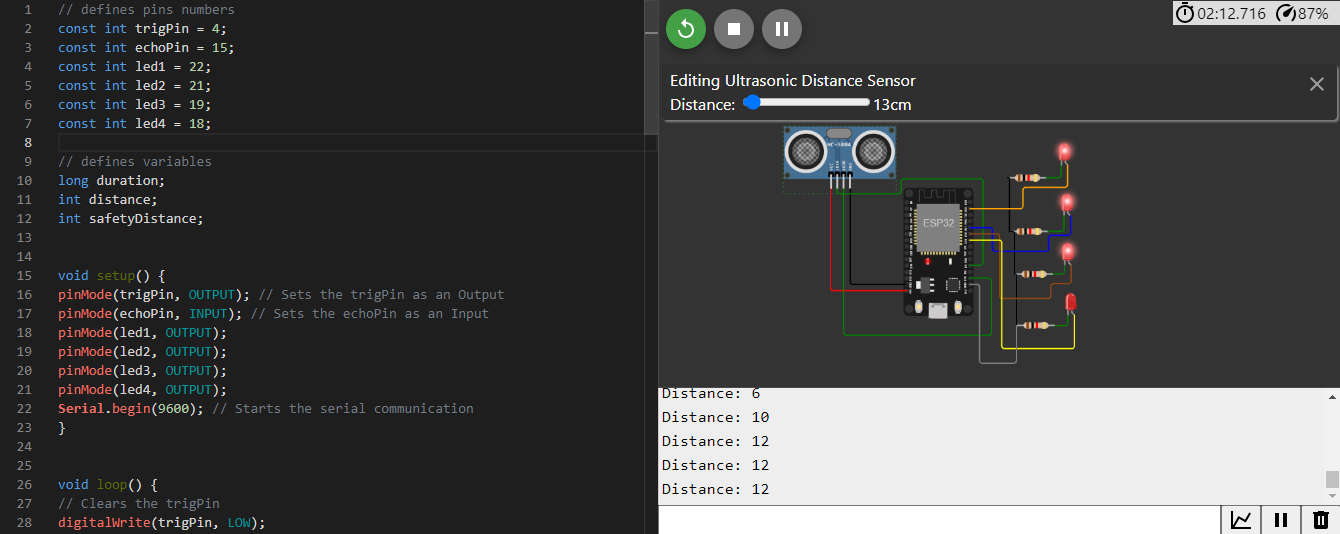 1 // defines pins numbers
2 const int trigPin = 4;
3 const int echoPin = 15;
4 const int led1 = 22;
5 const int led2 = 21;
6 const int led3 = 19;
7 const int led4 = 18;
8
9 // defines variables
10 long duration;
11 int distance;
12 int safetyDistance;
13
14
15 void setup() {
16 pinMode(trigPin, OUTPUT); // Sets the trigPin as an Output
17 pinMode(echoPin, INPUT); // Sets the echoPin as an Input
18 pinMode(led1, OUTPUT);
19 pinMode(led2, OUTPUT);
20 pinMode(led3, OUTPUT);
21 pinMode(led4, OUTPUT);
22 Serial.begin(9600); // Starts the serial communication
23 }
24
25
26 void loop() {
27 // Clears the trigPin
28 digitalWrite(trigPin, LOW);
02:12.716 87%
Editing Ultrasonic Distance Sensor
Distance: 13cm
ESP32
Distance: 6
Distance: 10
Distance: 12
Distance: 12
Distance: 12